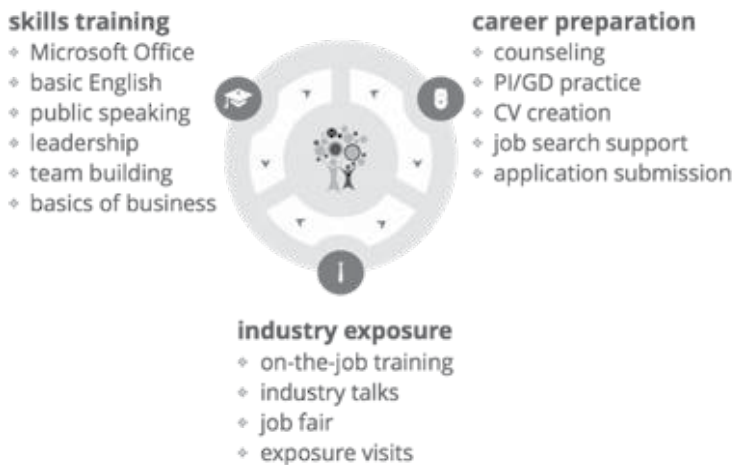 skills training
Microsoft Office
basic English
public speaking
leadership
team building
basics of business
career preparation
counseling
PI/GD practice
CV creation
job search support
application submission
industry exposure
on-the-job training
industry talks
job fair
exposure visits